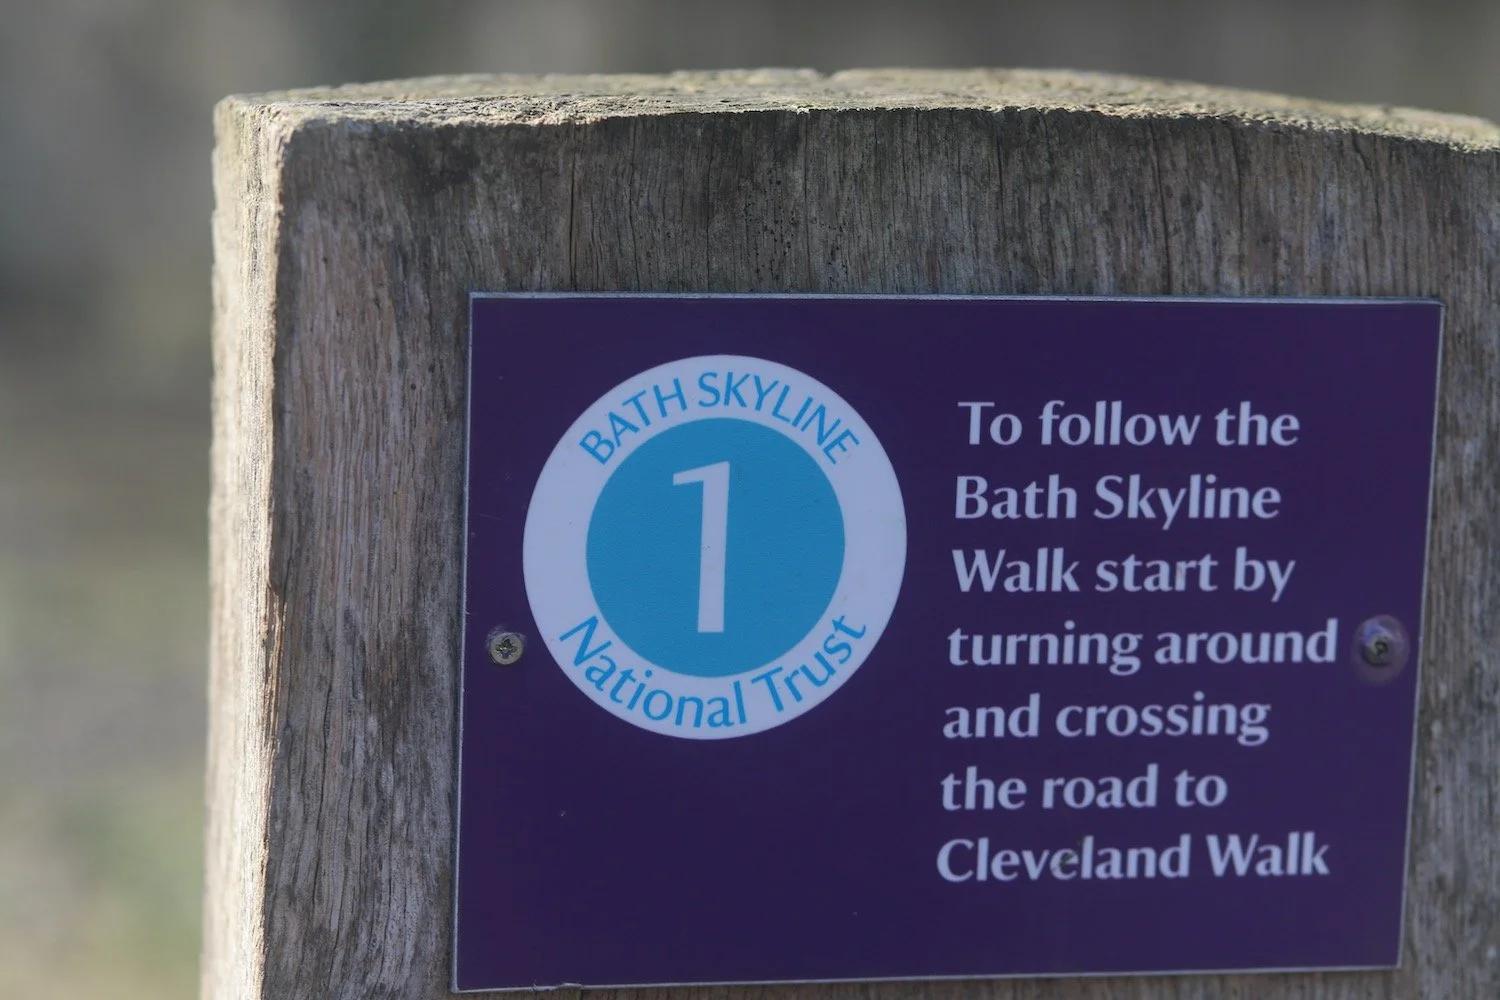 BATH SKYLINE
1
National Trust
To follow the
Bath Skyline
Walk start by
turning around
and crossing
the road to
Cleveland Walk